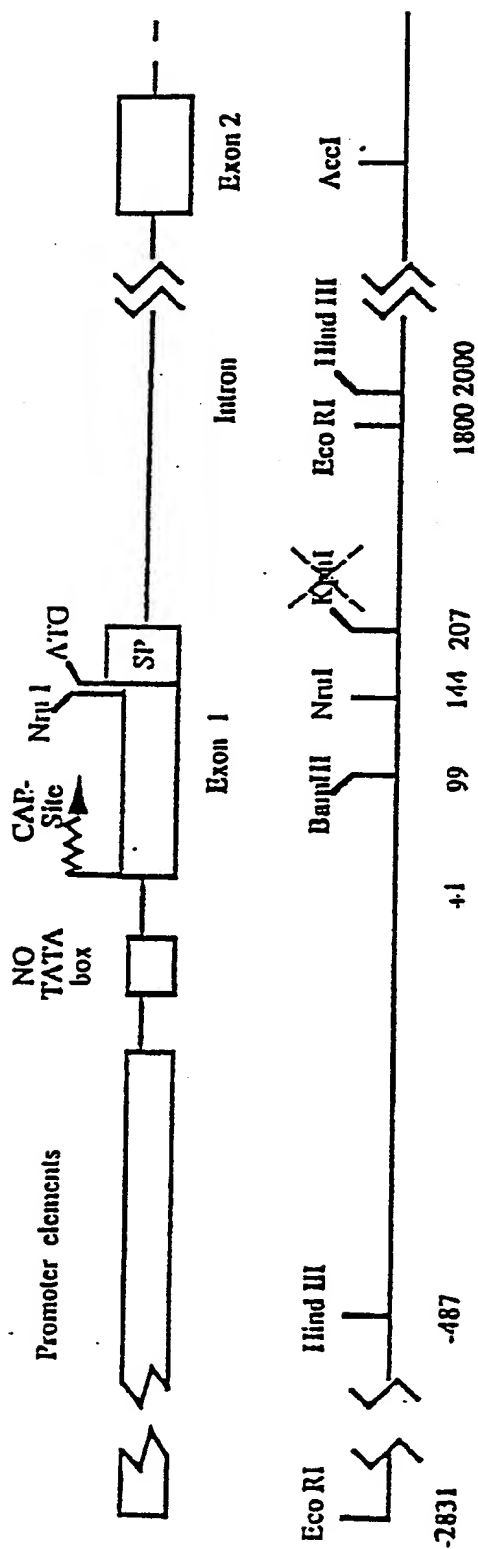 Promoter elements
NO
TATA
box
CAP-
Site
Nru I
ATG
SP
Exon 1
Intron
Exon 2
Eco RI
Hind III
BamHI
NruI
KpnI
Eco RI
Hind III
AccI
-2831
-487
+1
99
144
207
1800 2000